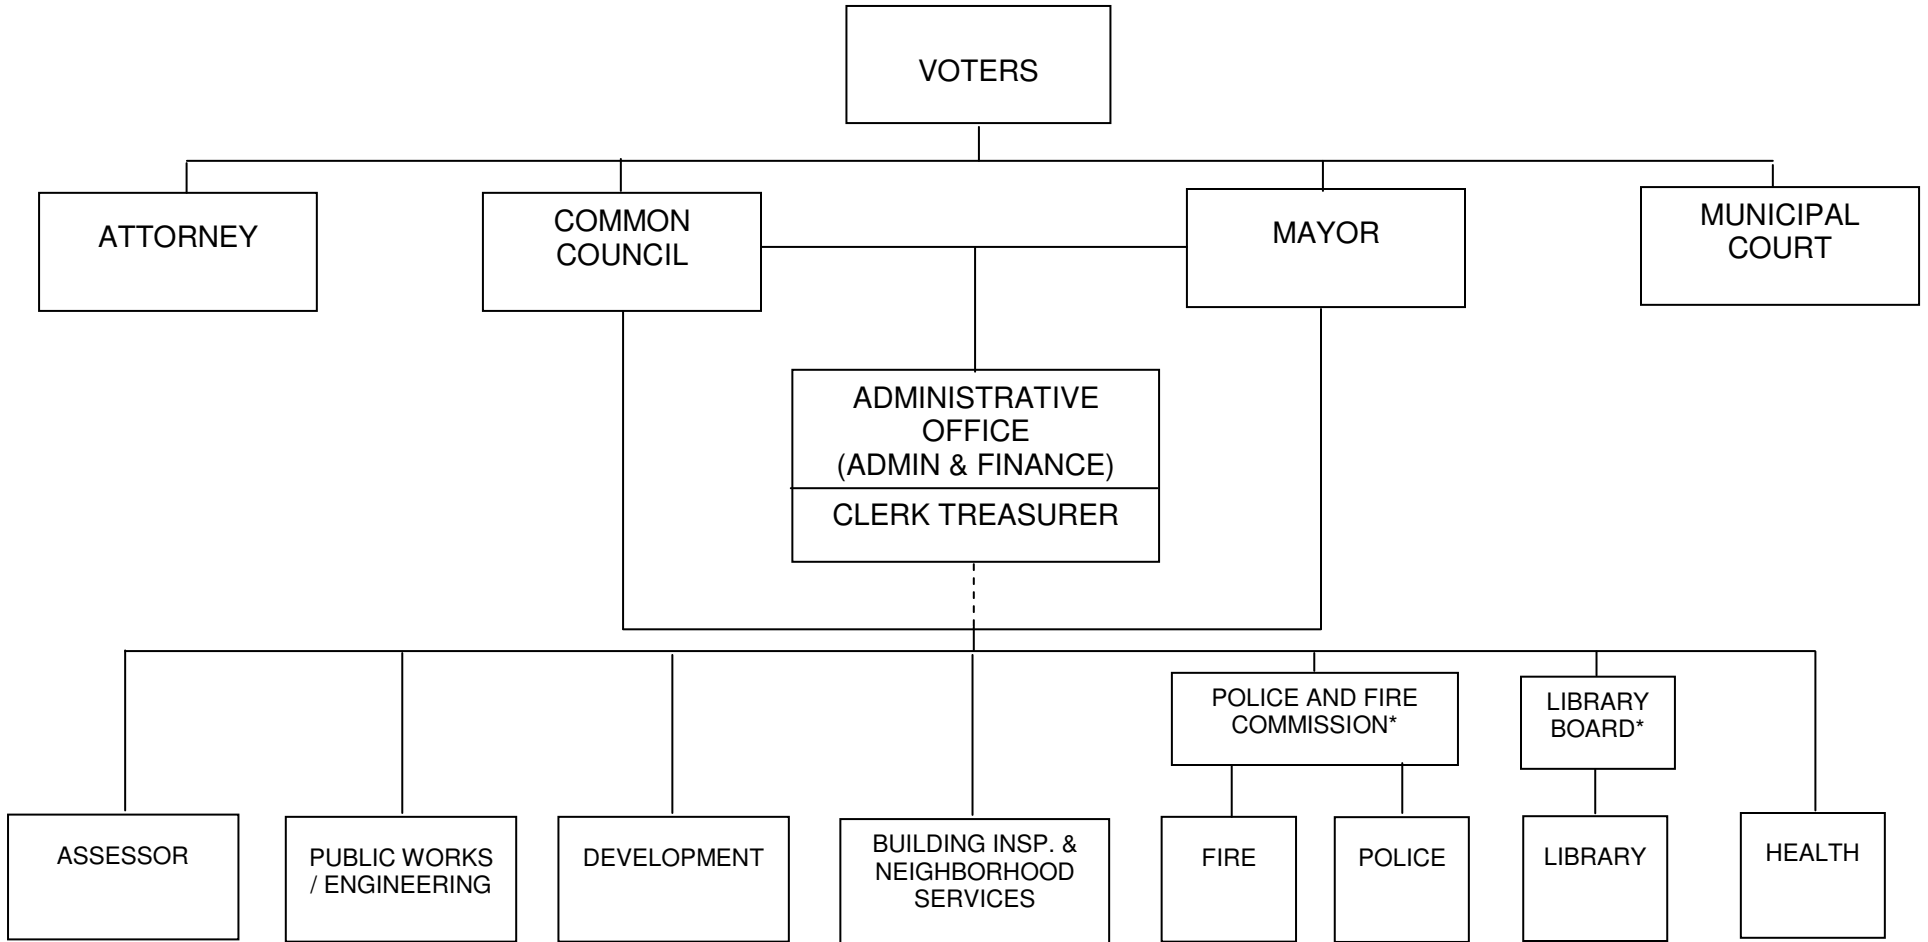 VOTERS
ATTORNEY
COMMON
COUNCIL
MAYOR
MUNICIPAL
COURT
ADMINISTRATIVE
OFFICE
(ADMIN & FINANCE)
CLERK TREASURER
POLICE AND FIRE
COMMISSION*
LIBRARY
BOARD*
ASSESSOR
PUBLIC WORKS
/ ENGINEERING
DEVELOPMENT
BUILDING INSP. &
NEIGHBORHOOD
SERVICES
FIRE
POLICE
LIBRARY
HEALTH